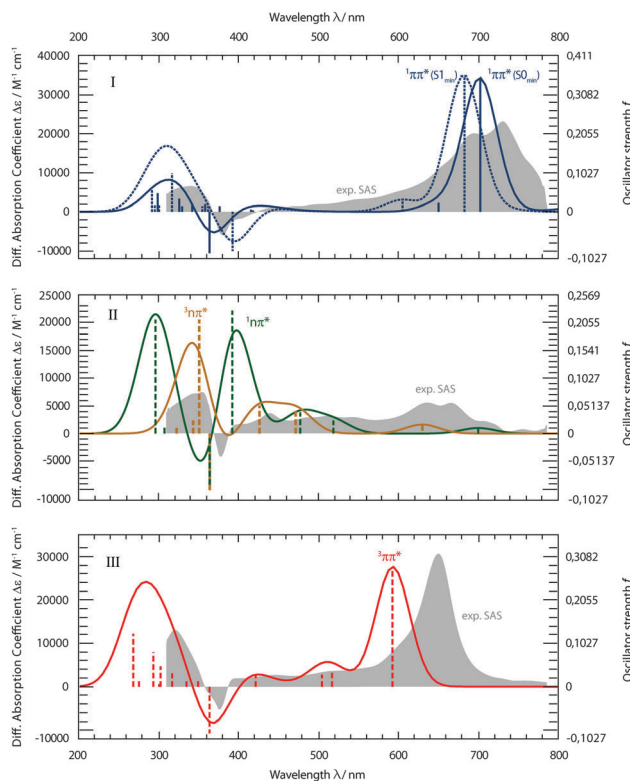 Wavelength λ/ nm
200 300 400 500 600 700 800
Diff. Absorption Coefficient Δε / M⁻¹ cm⁻¹
40000
30000
20000
10000
0
-10000
I
¹ππ* (S1min)
¹ππ* (S0min)
exp. SAS
0,411
0,3082
0,2055
0,1027
0
-0,1027
Oscillator strength f
Diff. Absorption Coefficient Δε / M⁻¹ cm⁻¹
25000
20000
15000
10000
5000
0
-5000
-10000
II
³nπ*
¹nπ*
exp. SAS
0,2569
0,2055
0,1541
0,1027
0,05137
0
-0,05137
-0,1027
Oscillator strength f
Diff. Absorption Coefficient Δε / M⁻¹ cm⁻¹
30000
20000
10000
0
-10000
III
³ππ*
exp. SAS
0,3082
0,2055
0,1027
0
-0,1027
Oscillator strength f
200 300 400 500 600 700 800
Wavelength λ/ nm